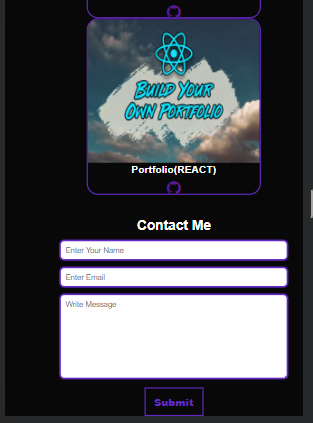 Build Your
Own Portfolio
Portfolio(REACT)
Contact Me
Enter Your Name
Enter Email
Write Message
Submit